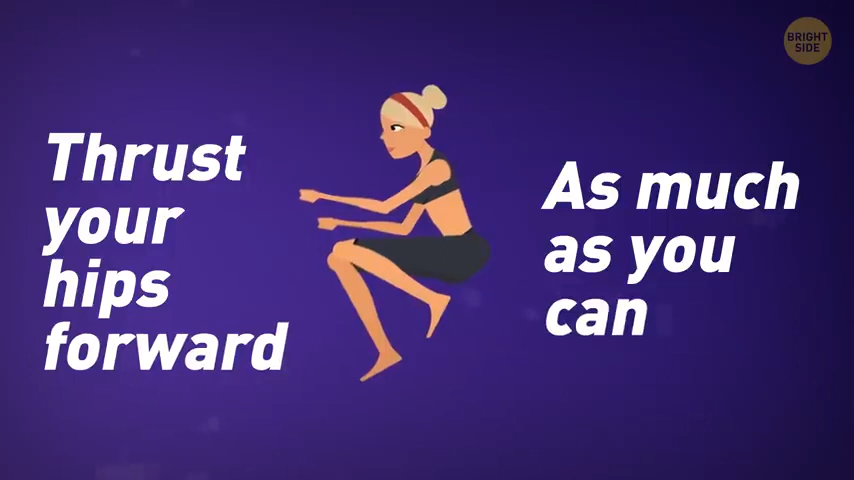 Thrust
your
hips
forward
As much
as you
can
BRIGHT
SIDE